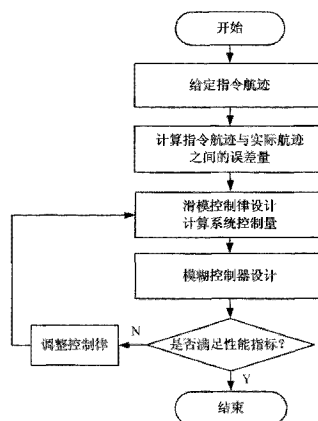 开始
给定指令航迹
计算指令航迹与实际航迹
之间的误差量
滑模控制律设计
计算系统控制量
模糊控制器设计
是否满足性能指标?
N
调整控制律
Y
结束